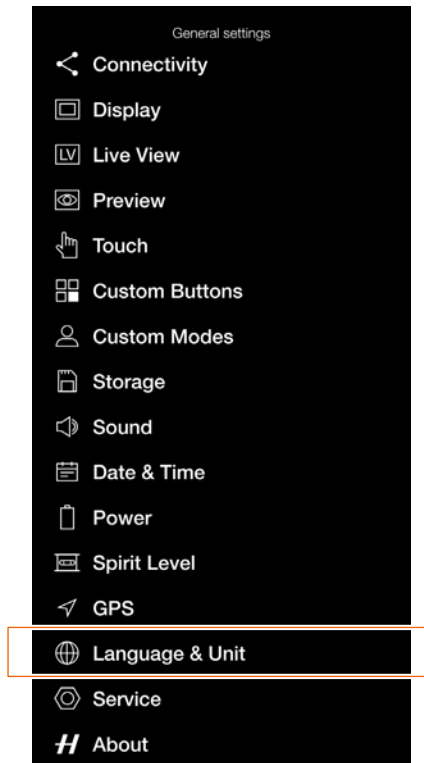 General settings
Connectivity
Display
LV Live View
Preview
Touch
Custom Buttons
Custom Modes
Storage
Sound
Date & Time
Power
Spirit Level
GPS
Language & Unit
Service
H About